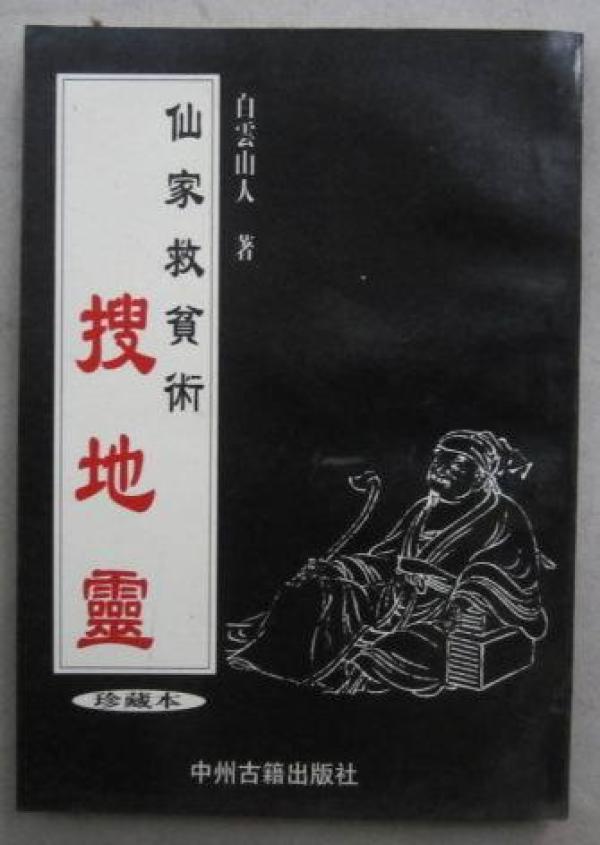 白雲山人 著
仙家救貧術
搜地靈
珍藏本
中州古籍出版社